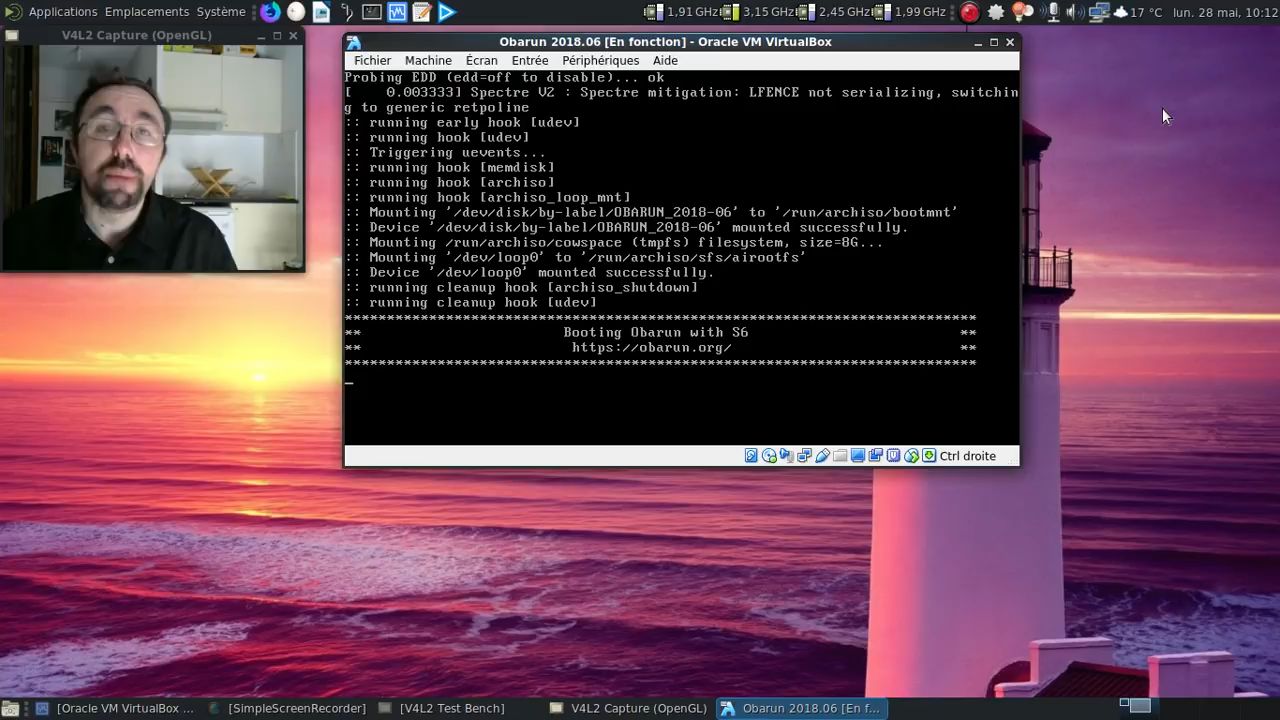 Applications Emplacements Système
1,91 GHz 3,15 GHz 2,45 GHz 1,99 GHz 17 °C lun. 28 mai, 10:12
V4L2 Capture (OpenGL)
Obarun 2018.06 [En fonction] - Oracle VM VirtualBox
Fichier Machine Écran Entrée Périphériques Aide
Probing EDD (edd=off to disable)... ok
[    0.003333] Spectre V2 : Spectre mitigation: LFENCE not serializing, switchin
g to generic retpoline
:: running early hook [udev]
:: running hook [udev]
:: Triggering uevents...
:: running hook [memdisk]
:: running hook [archiso]
:: running hook [archiso_loop_mnt]
:: Mounting '/dev/disk/by-label/OBARUN_2018-06' to '/run/archiso/bootmnt'
:: Device '/dev/disk/by-label/OBARUN_2018-06' mounted successfully.
:: Mounting /run/archiso/cowspace (tmpfs) filesystem, size=8G...
:: Mounting '/dev/loop0' to '/run/archiso/sfs/airootfs'
:: Device '/dev/loop0' mounted successfully.
:: running cleanup hook [archiso_shutdown]
:: running cleanup hook [udev]
***************************************************************************
** Booting Obarun with S6 **
** https://obarun.org/ **
***************************************************************************
_
Ctrl droite
[Oracle VM VirtualBox ... [SimpleScreenRecorder] [V4L2 Test Bench] V4L2 Capture (OpenGL) Obarun 2018.06 [En f...